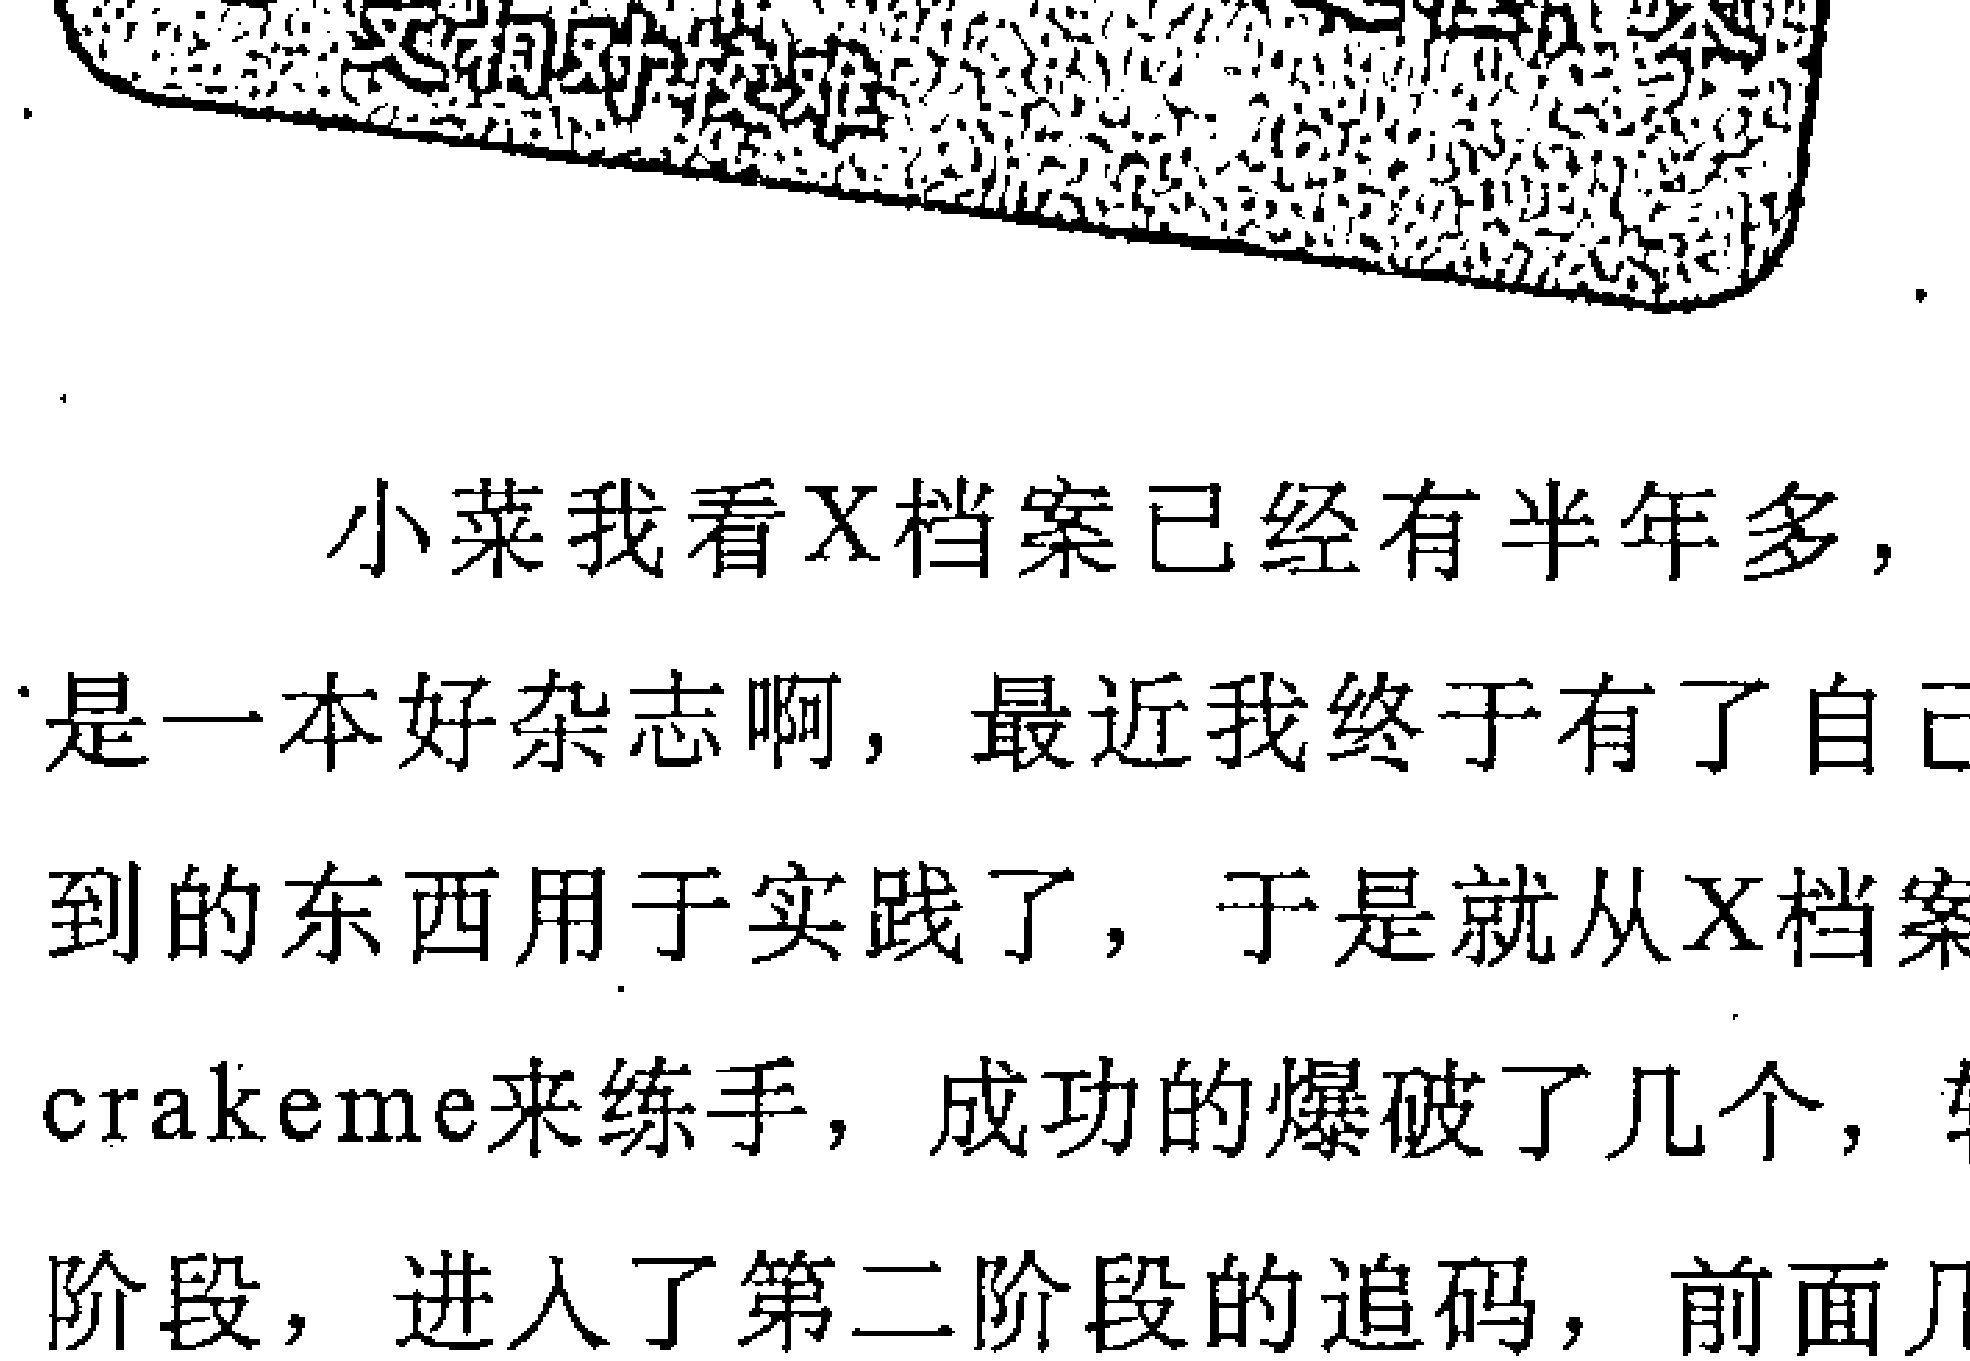 小菜我看X档案已经有半年多，
是一本好杂志啊，最近我终于有了自己
到的东西用于实践了，于是就从X档案
crakeme来练手，成功的爆破了几个，
阶段，进入了第二阶段的追码，前面几